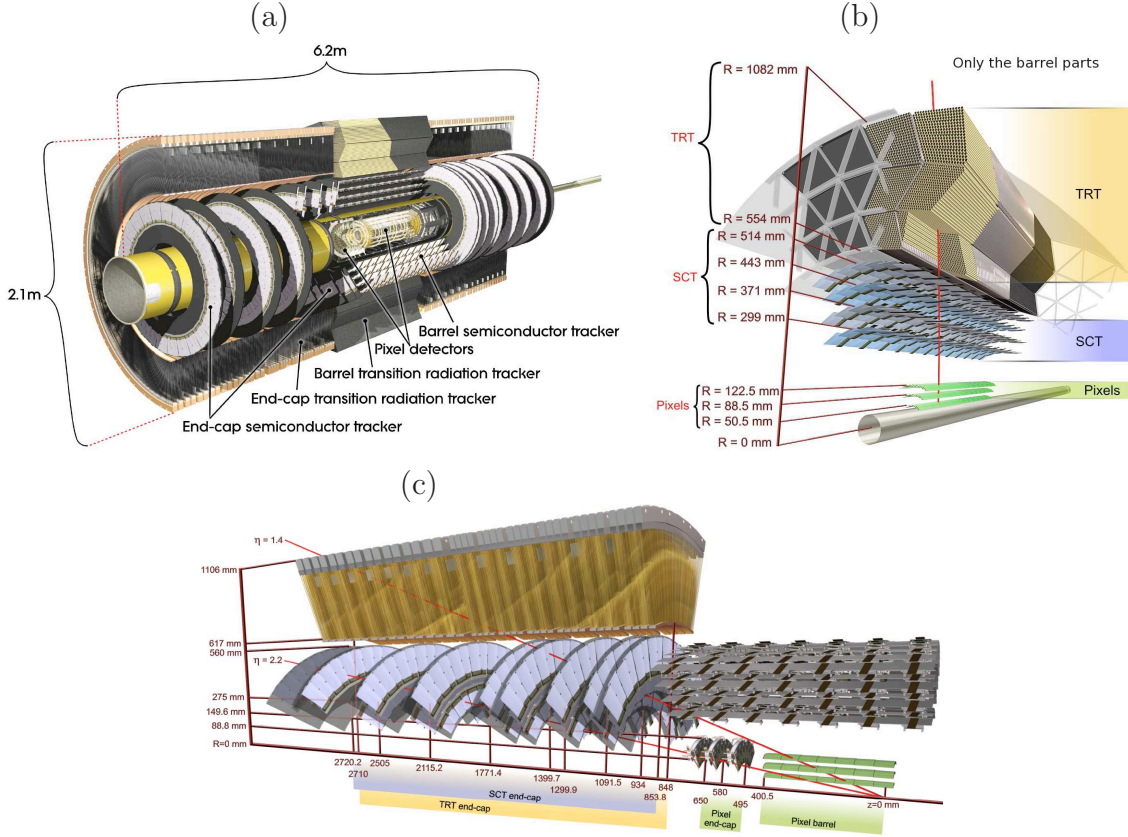 (a)
6.2m
2.1m
Barrel semiconductor tracker
Pixel detectors
Barrel transition radiation tracker
End-cap transition radiation tracker
End-cap semiconductor tracker
(b)
Only the barrel parts
R = 1082 mm
TRT
TRT
R = 554 mm
R = 514 mm
R = 443 mm
SCT
R = 371 mm
R = 299 mm
SCT
R = 122.5 mm
Pixels
R = 88.5 mm
Pixels
R = 50.5 mm
R = 0 mm
(c)
η = 1.4
1106 mm
617 mm
560 mm
η = 2.2
275 mm
149.6 mm
88.8 mm
R=0 mm
2720.2
2710
2505
2115.2
1771.4
1399.7
1299.9
1091.5
934
853.8
848
650
580
495
400.5
z=0 mm
SCT end-cap
TRT end-cap
Pixel
end-cap
Pixel barrel